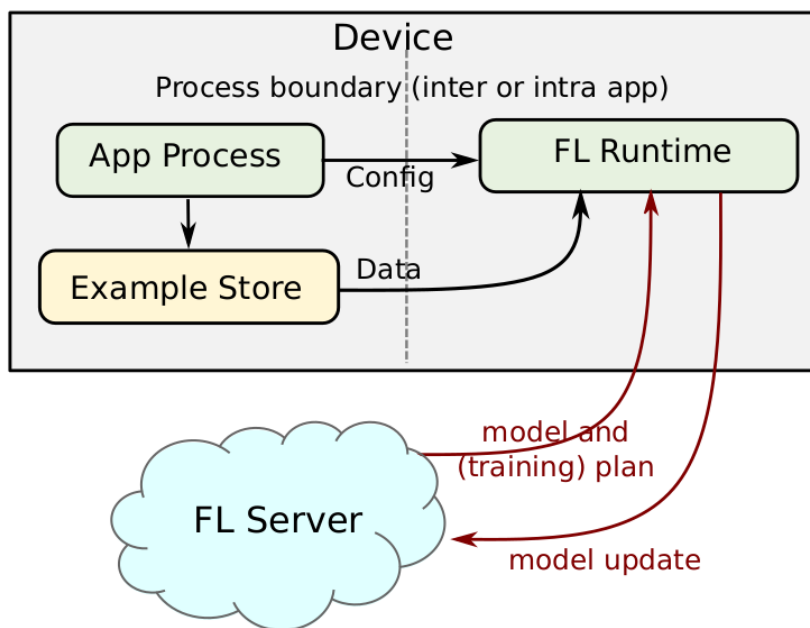 Device
Process boundary (inter or intra app)
App Process
FL Runtime
Config
Data
Example Store
model and
(training) plan
FL Server
model update